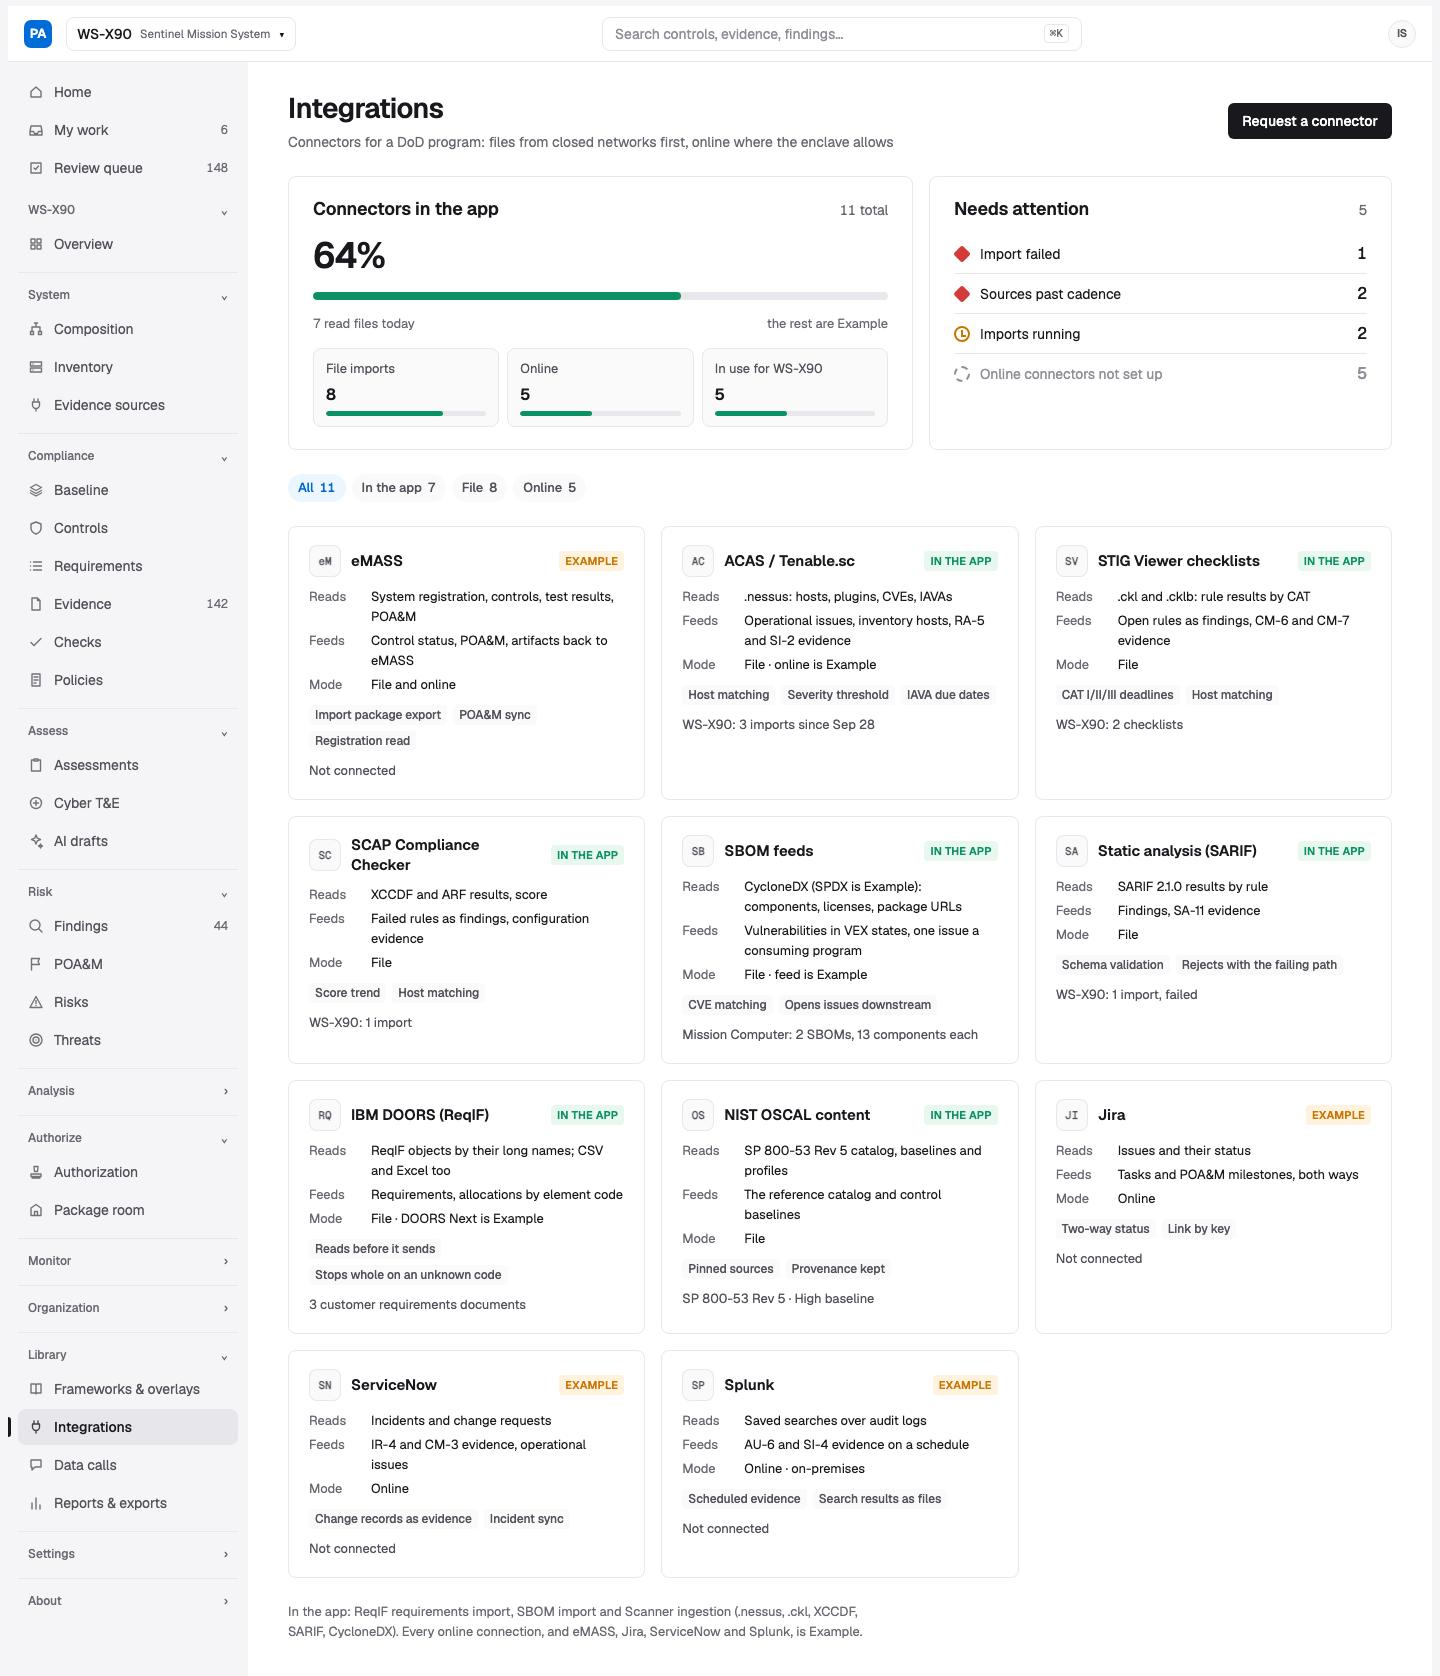 PA
WS-X90 Sentinel Mission System ▾
Search controls, evidence, findings... ⌘K
IS
Home
My work 6
Review queue 148
WS-X90
Overview
System
Composition
Inventory
Evidence sources
Compliance
Baseline
Controls
Requirements
Evidence 142
Checks
Policies
Assess
Assessments
Cyber T&E
AI drafts
Risk
Findings 44
POA&M
Risks
Threats
Analysis
Authorize
Authorization
Package room
Monitor
Organization
Library
Frameworks & overlays
Integrations
Data calls
Reports & exports
Settings
About
Integrations
Connectors for a DoD program: files from closed networks first, online where the enclave allows
Request a connector
Connectors in the app 11 total
64%
7 read files today the rest are Example
File imports
8
Online
5
In use for WS-X90
5
Needs attention 5
Import failed 1
Sources past cadence 2
Imports running 2
Online connectors not set up 5
All 11 In the app 7 File 8 Online 5
eM eMASS EXAMPLE
Reads System registration, controls, test results,
POA&M
Feeds Control status, POA&M, artifacts back to
eMASS
Mode File and online
Import package export POA&M sync
Registration read
Not connected
AC ACAS / Tenable.sc IN THE APP
Reads .nessus: hosts, plugins, CVEs, IAVAs
Feeds Operational issues, inventory hosts, RA-5
and SI-2 evidence
Mode File · online is Example
Host matching Severity threshold IAVA due dates
WS-X90: 3 imports since Sep 28
SV STIG Viewer checklists IN THE APP
Reads .ckl and .cklb: rule results by CAT
Feeds Open rules as findings, CM-6 and CM-7
evidence
Mode File
CAT I/II/III deadlines Host matching
WS-X90: 2 checklists
SC SCAP Compliance
Checker IN THE APP
Reads XCCDF and ARF results, score
Feeds Failed rules as findings, configuration
evidence
Mode File
Score trend Host matching
WS-X90: 1 import
SB SBOM feeds IN THE APP
Reads CycloneDX (SPDX is Example):
components, licenses, package URLs
Feeds Vulnerabilities in VEX states, one issue a
consuming program
Mode File · feed is Example
CVE matching Opens issues downstream
Mission Computer: 2 SBOMs, 13 components each
SA Static analysis (SARIF) IN THE APP
Reads SARIF 2.1.0 results by rule
Feeds Findings, SA-11 evidence
Mode File
Schema validation Rejects with the failing path
WS-X90: 1 import, failed
RQ IBM DOORS (ReqIF) IN THE APP
Reads ReqIF objects by their long names; CSV
and Excel too
Feeds Requirements, allocations by element code
Mode File · DOORS Next is Example
Reads before it sends
Stops whole on an unknown code
3 customer requirements documents
OS NIST OSCAL content IN THE APP
Reads SP 800-53 Rev 5 catalog, baselines and
profiles
Feeds The reference catalog and control
baselines
Mode File
Pinned sources Provenance kept
SP 800-53 Rev 5 · High baseline
JI Jira EXAMPLE
Reads Issues and their status
Feeds Tasks and POA&M milestones, both ways
Mode Online
Two-way status Link by key
Not connected
SN ServiceNow EXAMPLE
Reads Incidents and change requests
Feeds IR-4 and CM-3 evidence, operational
issues
Mode Online
Change records as evidence Incident sync
Not connected
SP Splunk EXAMPLE
Reads Saved searches over audit logs
Feeds AU-6 and SI-4 evidence on a schedule
Mode Online · on-premises
Scheduled evidence Search results as files
Not connected
In the app: ReqIF requirements import, SBOM import and Scanner ingestion (.nessus, .ckl, XCCDF,
SARIF, CycloneDX). Every online connection, and eMASS, Jira, ServiceNow and Splunk, is Example.